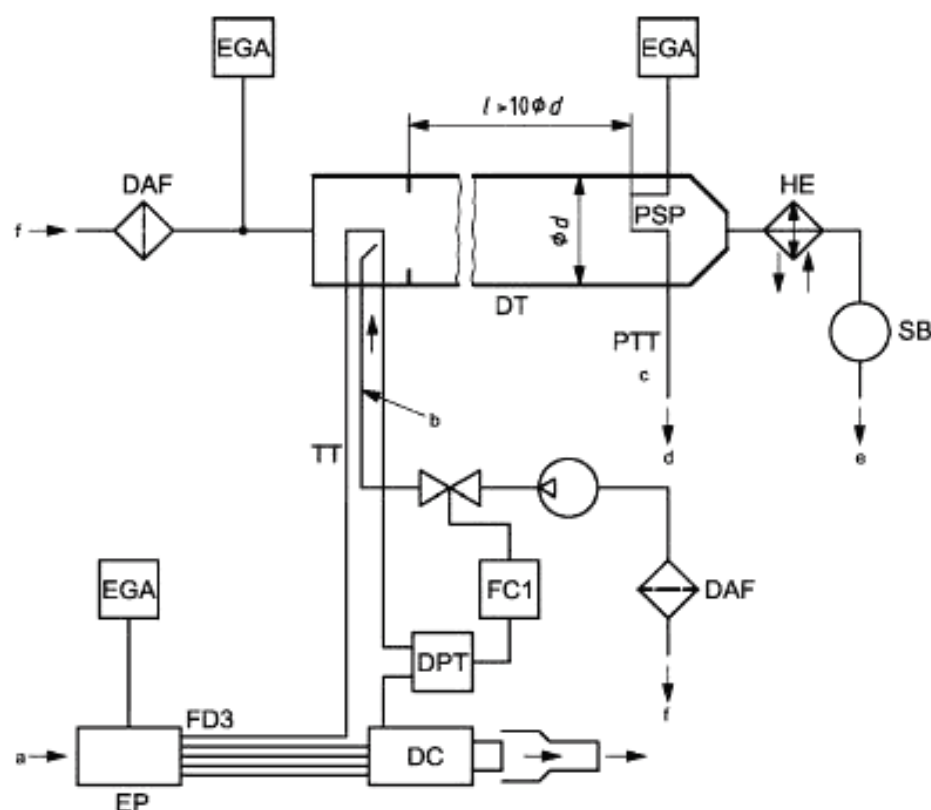 EGA
EGA
l > 10 ϕ d
DAF
HE
f
PSP
ϕ d
DT
PTT
SB
c
b
TT
d
e
EGA
FC1
DAF
DPT
FD3
f
a
DC
EP